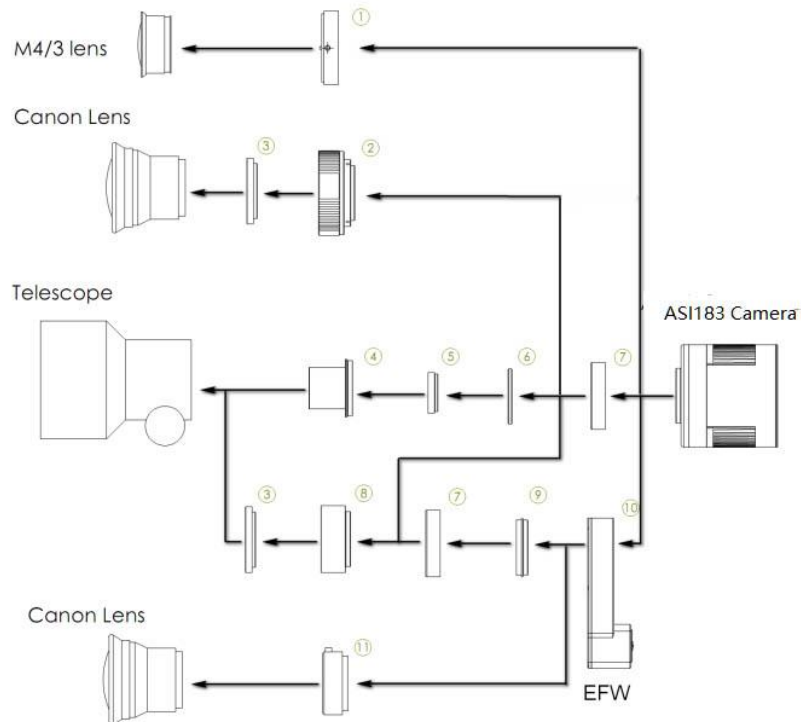 ①
M4/3 lens
Canon Lens
③
②
Telescope
ASI183 Camera
④
⑤
⑥
⑦
③
⑧
⑦
⑨
⑩
Canon Lens
⑪
EFW